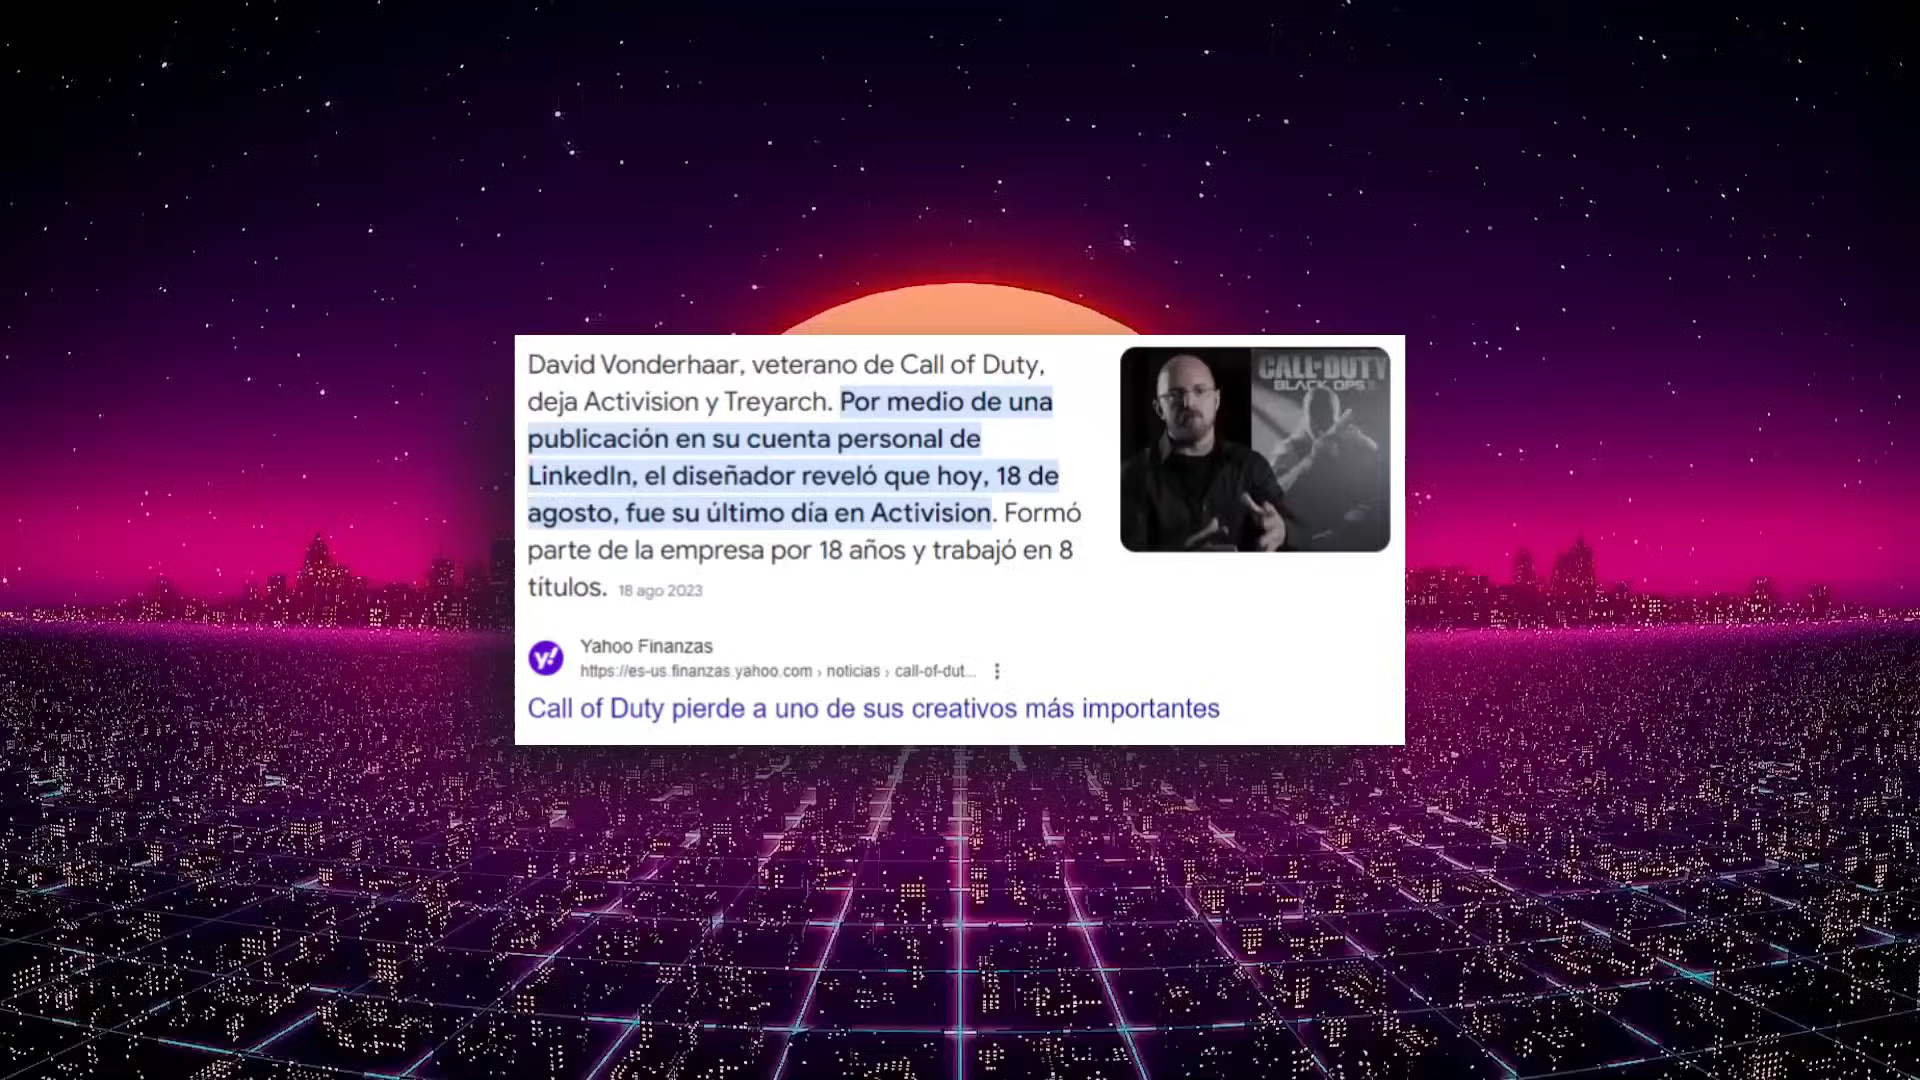 David Vonderhaar, veterano de Call of Duty,
deja Activision y Treyarch. Por medio de una
publicación en su cuenta personal de
LinkedIn, el diseñador reveló que hoy, 18 de
agosto, fue su último día en Activision. Formó
parte de la empresa por 18 años y trabajó en 8
títulos. 18 ago 2023
CALL OF DUTY
BLACK OPS
Yahoo Finanzas
y!
https://es-us.finanzas.yahoo.com › noticias › call-of-dut...
Call of Duty pierde a uno de sus creativos más importantes